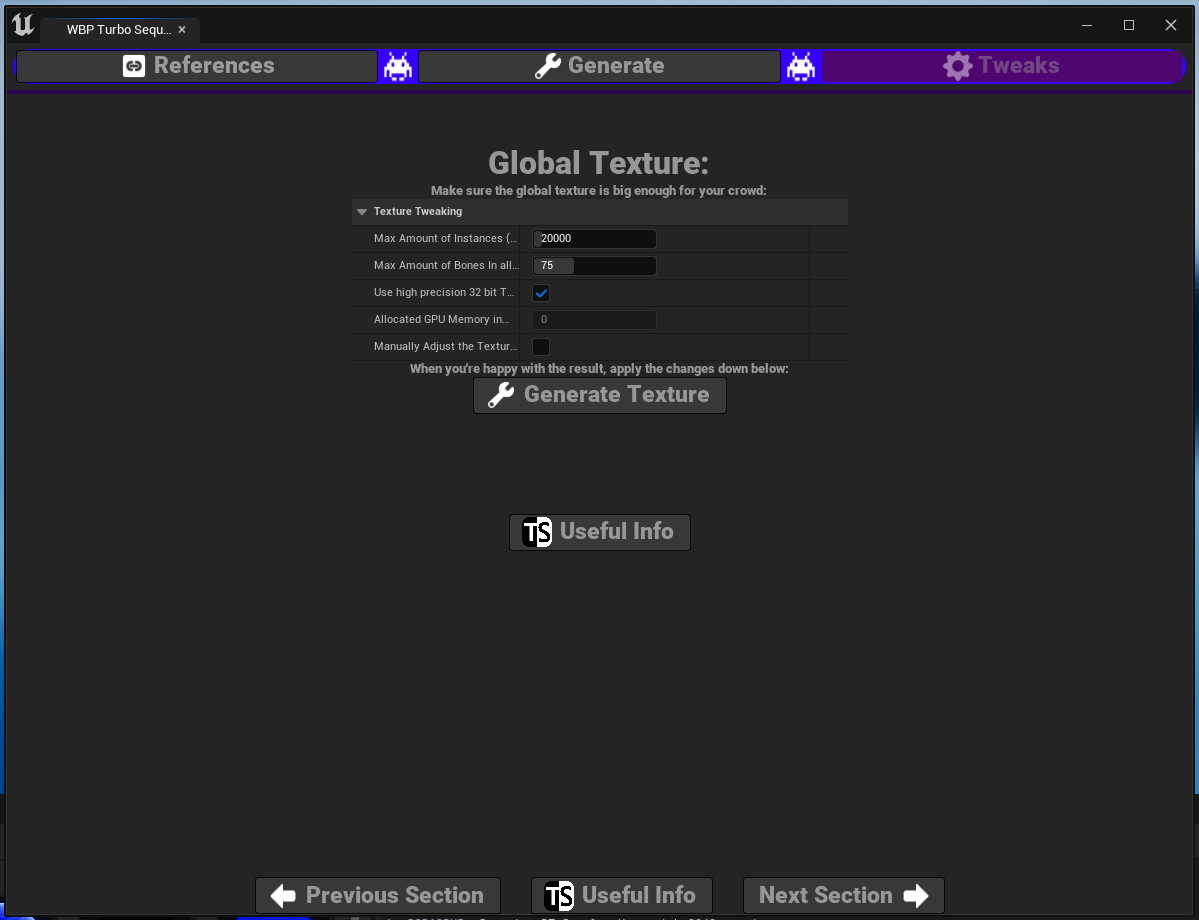 WBP Turbo Sequ...
References
Generate
Tweaks
Global Texture:
Make sure the global texture is big enough for your crowd:
Texture Tweaking
Max Amount of Instances (...
20000
Max Amount of Bones In all...
75
Use high precision 32 bit T...
Allocated GPU Memory in...
0
Manually Adjust the Textur...
When you're happy with the result, apply the changes down below:
Generate Texture
TS Useful Info
Previous Section
TS Useful Info
Next Section